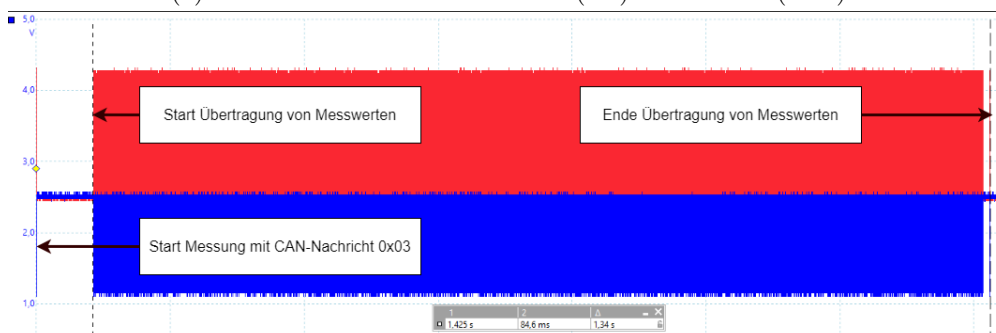 5,0
V
4,0
Start Übertragung von Messwerten
Ende Übertragung von Messwerten
3,0
2,0
Start Messung mit CAN-Nachricht 0x03
1,0
1 2 Δ
1,425 s 84,6 ms 1,34 s